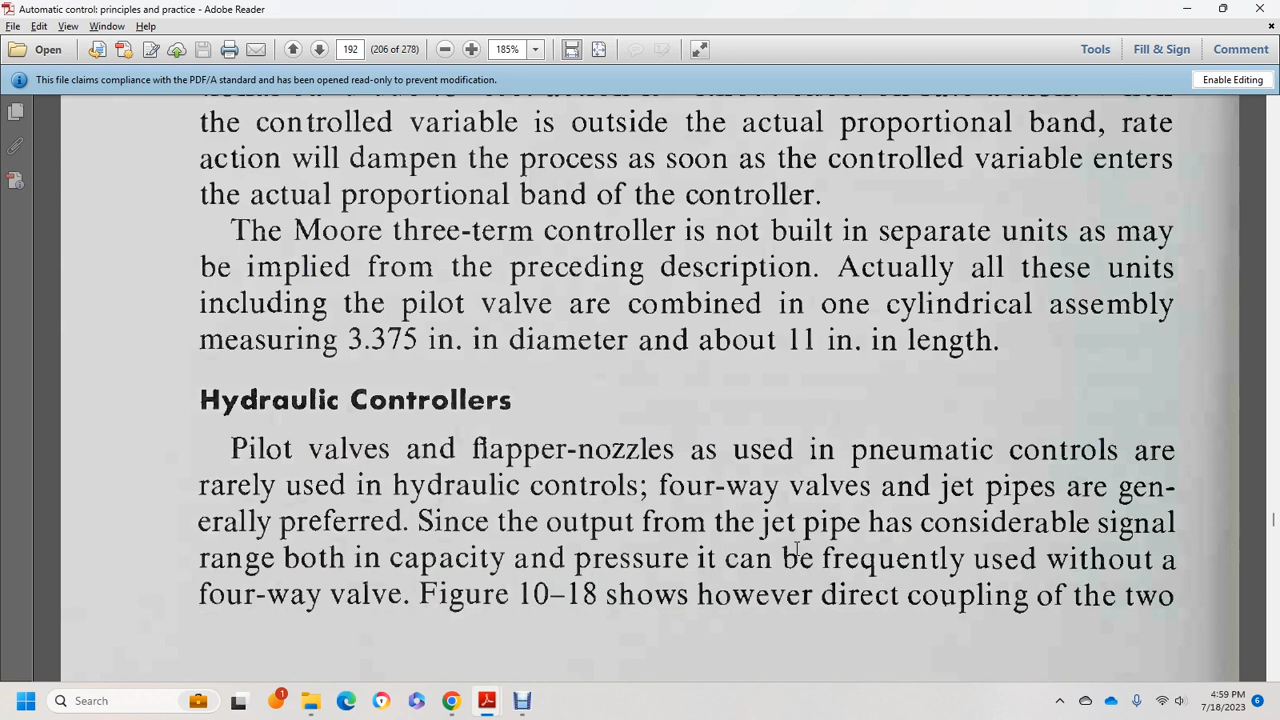 Automatic control: principles and practice - Adobe Reader
File Edit View Window Help
Open 192 (206 of 278) 185% Tools Fill & Sign Comment
This file claims compliance with the PDF/A standard and has been opened read-only to prevent modification. Enable Editing
the controlled variable is outside the actual proportional band, rate
action will dampen the process as soon as the controlled variable enters
the actual proportional band of the controller.
The Moore three-term controller is not built in separate units as may
be implied from the preceding description. Actually all these units
including the pilot valve are combined in one cylindrical assembly
measuring 3.375 in. in diameter and about 11 in. in length.
Hydraulic Controllers
Pilot valves and flapper-nozzles as used in pneumatic controls are
rarely used in hydraulic controls; four-way valves and jet pipes are gen-
erally preferred. Since the output from the jet pipe has considerable signal
range both in capacity and pressure it can be frequently used without a
four-way valve. Figure 10–18 shows however direct coupling of the two
Search 1 4:59 PM 6
7/18/2023